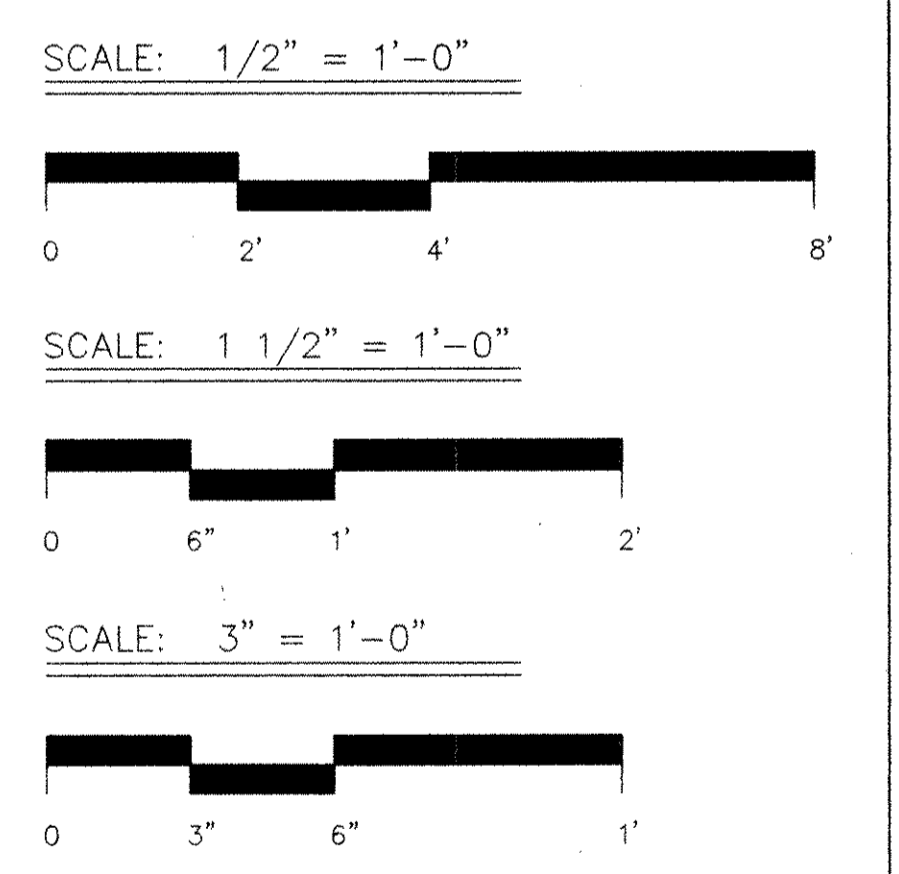 SCALE: 1/2" = 1'-0"
0 2' 4' 8'
SCALE: 1 1/2" = 1'-0"
0 6" 1' 2'
SCALE: 3" = 1'-0"
0 3" 6" 1'